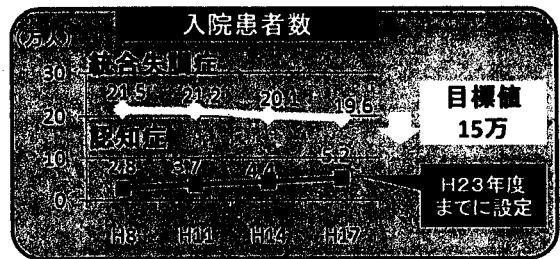 入院患者数
(万人)
30
統合失調症
21.5 21.2 20.1 19.6
20
認知症
10
2.8 3.7 4.4 5.2
0
H8 H11 H14 H17
目標値
15万
H23年度
までに設定